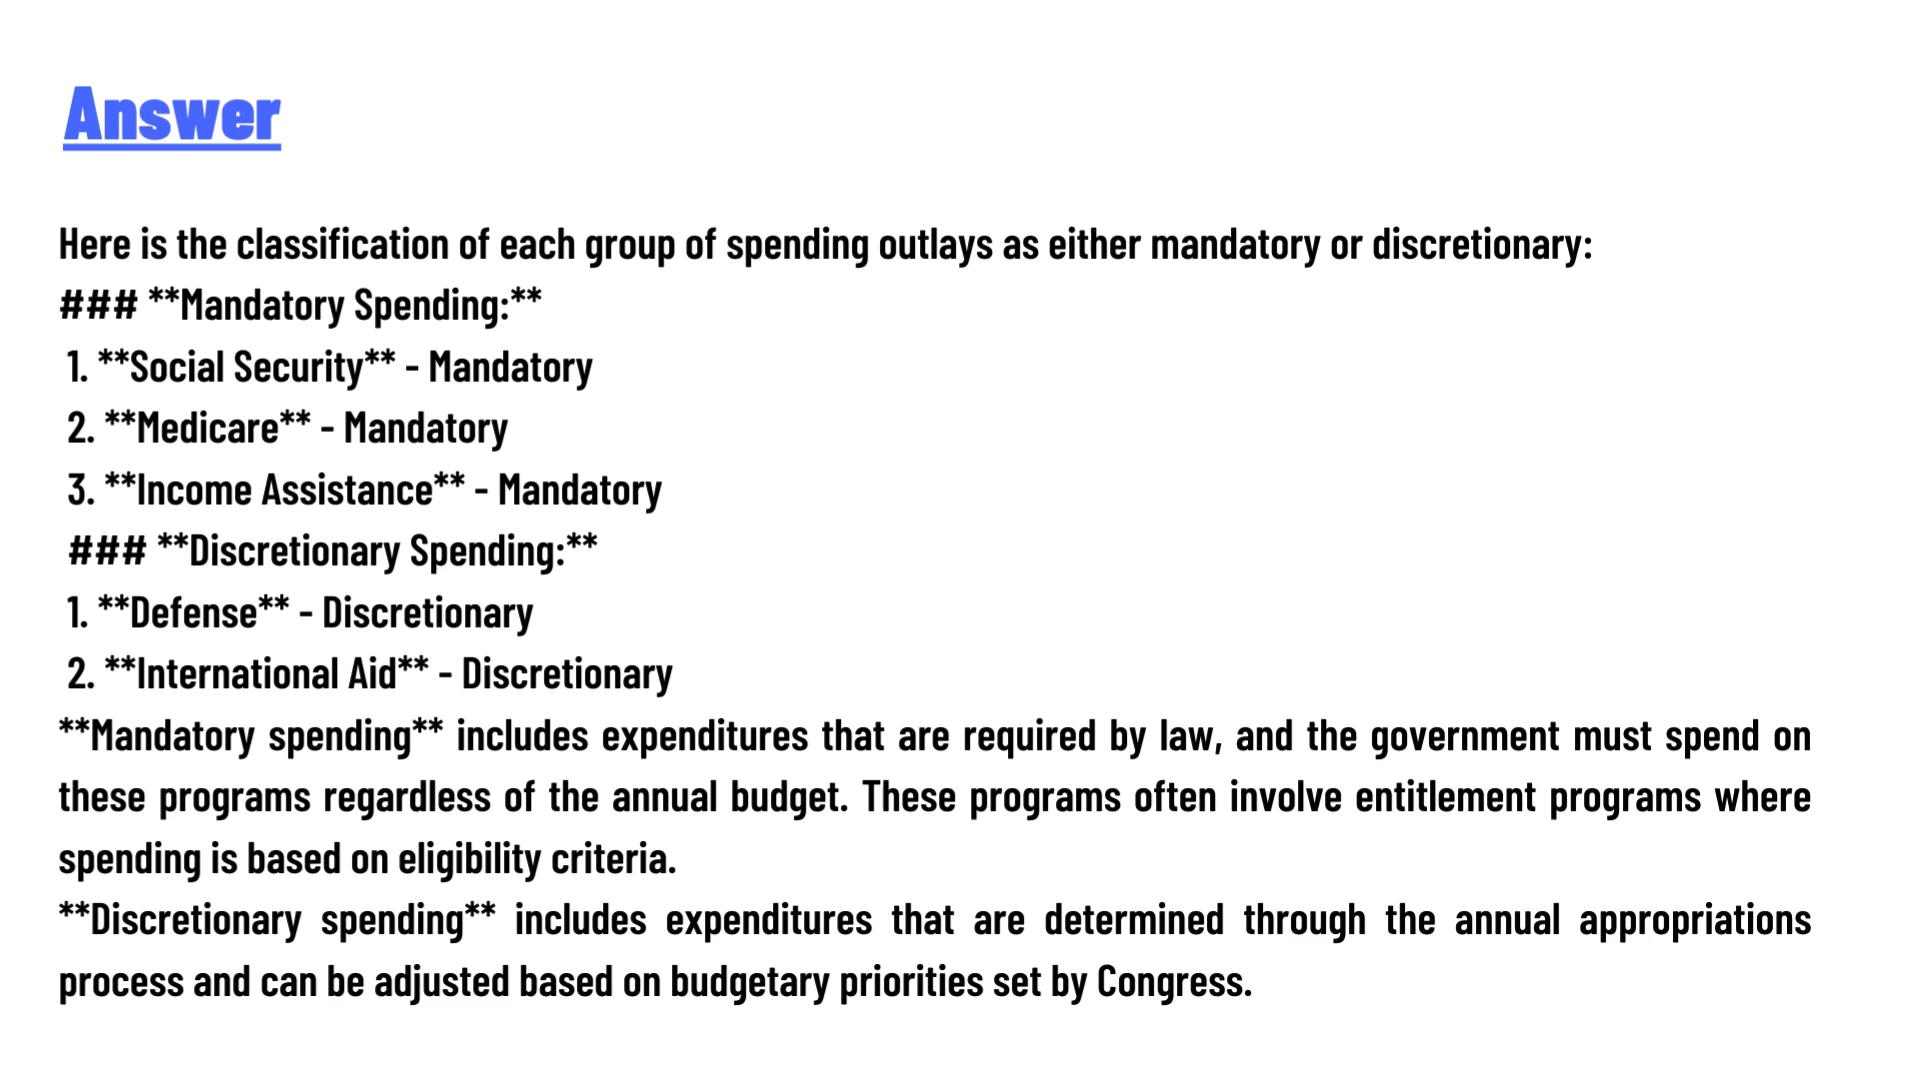 Answer
Here is the classification of each group of spending outlays as either mandatory or discretionary:
### **Mandatory Spending:**
1. **Social Security** - Mandatory
2. **Medicare** - Mandatory
3. **Income Assistance** - Mandatory
### **Discretionary Spending:**
1. **Defense** - Discretionary
2. **International Aid** - Discretionary
**Mandatory spending** includes expenditures that are required by law, and the government must spend on
these programs regardless of the annual budget. These programs often involve entitlement programs where
spending is based on eligibility criteria.
**Discretionary spending** includes expenditures that are determined through the annual appropriations
process and can be adjusted based on budgetary priorities set by Congress.